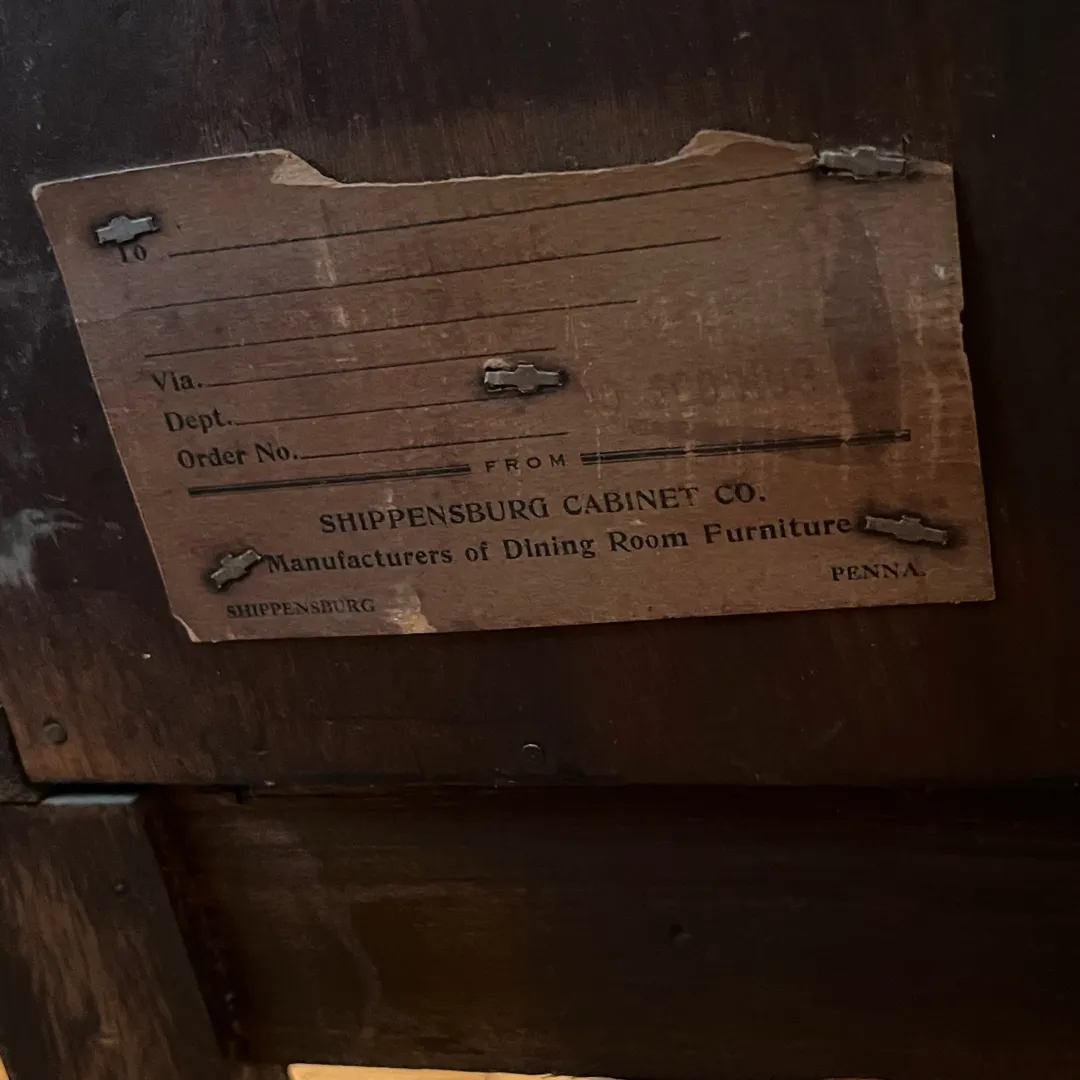 To
Via.
Dept.
Order No.
FROM
SHIPPENSBURG CABINET CO.
Manufacturers of Dining Room Furniture
SHIPPENSBURG PENNA.